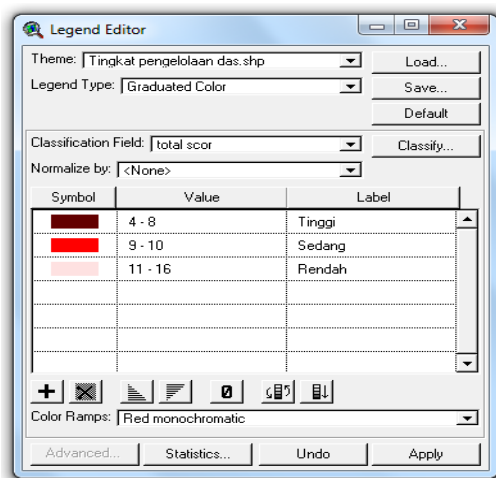 Legend Editor
Theme: Tingkat pengelolaan das.shp Load...
Legend Type: Graduated Color Save...
Default
Classification Field: total scor Classify...
Normalize by: <None>
Symbol Value Label
4 - 8 Tinggi
9 - 10 Sedang
11 - 16 Rendah
Color Ramps: Red monochromatic
Advanced... Statistics... Undo Apply